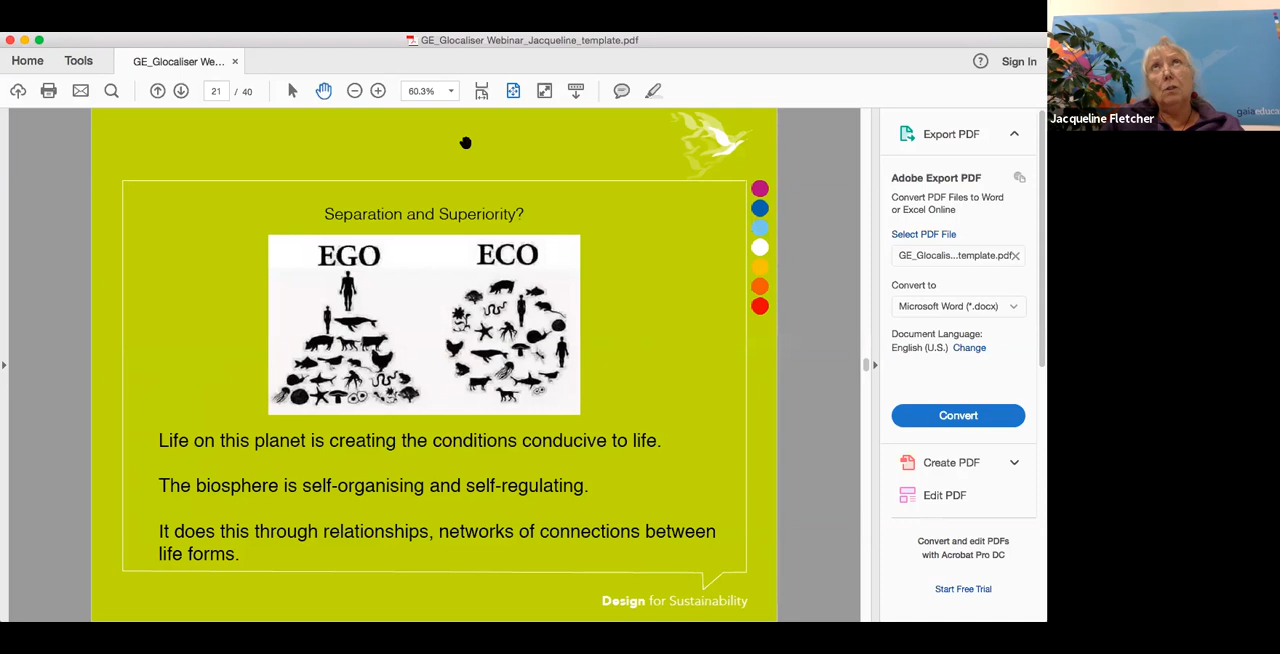 GE_Glocaliser Webinar_Jacqueline_template.pdf
Home
Tools
GE_Glocaliser We... ×
? Sign In
21 / 40
60.3%
Separation and Superiority?
EGO
ECO
Life on this planet is creating the conditions conducive to life.
The biosphere is self-organising and self-regulating.
It does this through relationships, networks of connections between
life forms.
Design for Sustainability
Export PDF
Adobe Export PDF
Convert PDF Files to Word
or Excel Online
Select PDF File
GE_Glocalis...template.pdf
Convert to
Microsoft Word (*.docx)
Document Language:
English (U.S.) Change
Convert
Create PDF
Edit PDF
Convert and edit PDFs
with Acrobat Pro DC
Start Free Trial
gaiaeduca
Jacqueline Fletcher